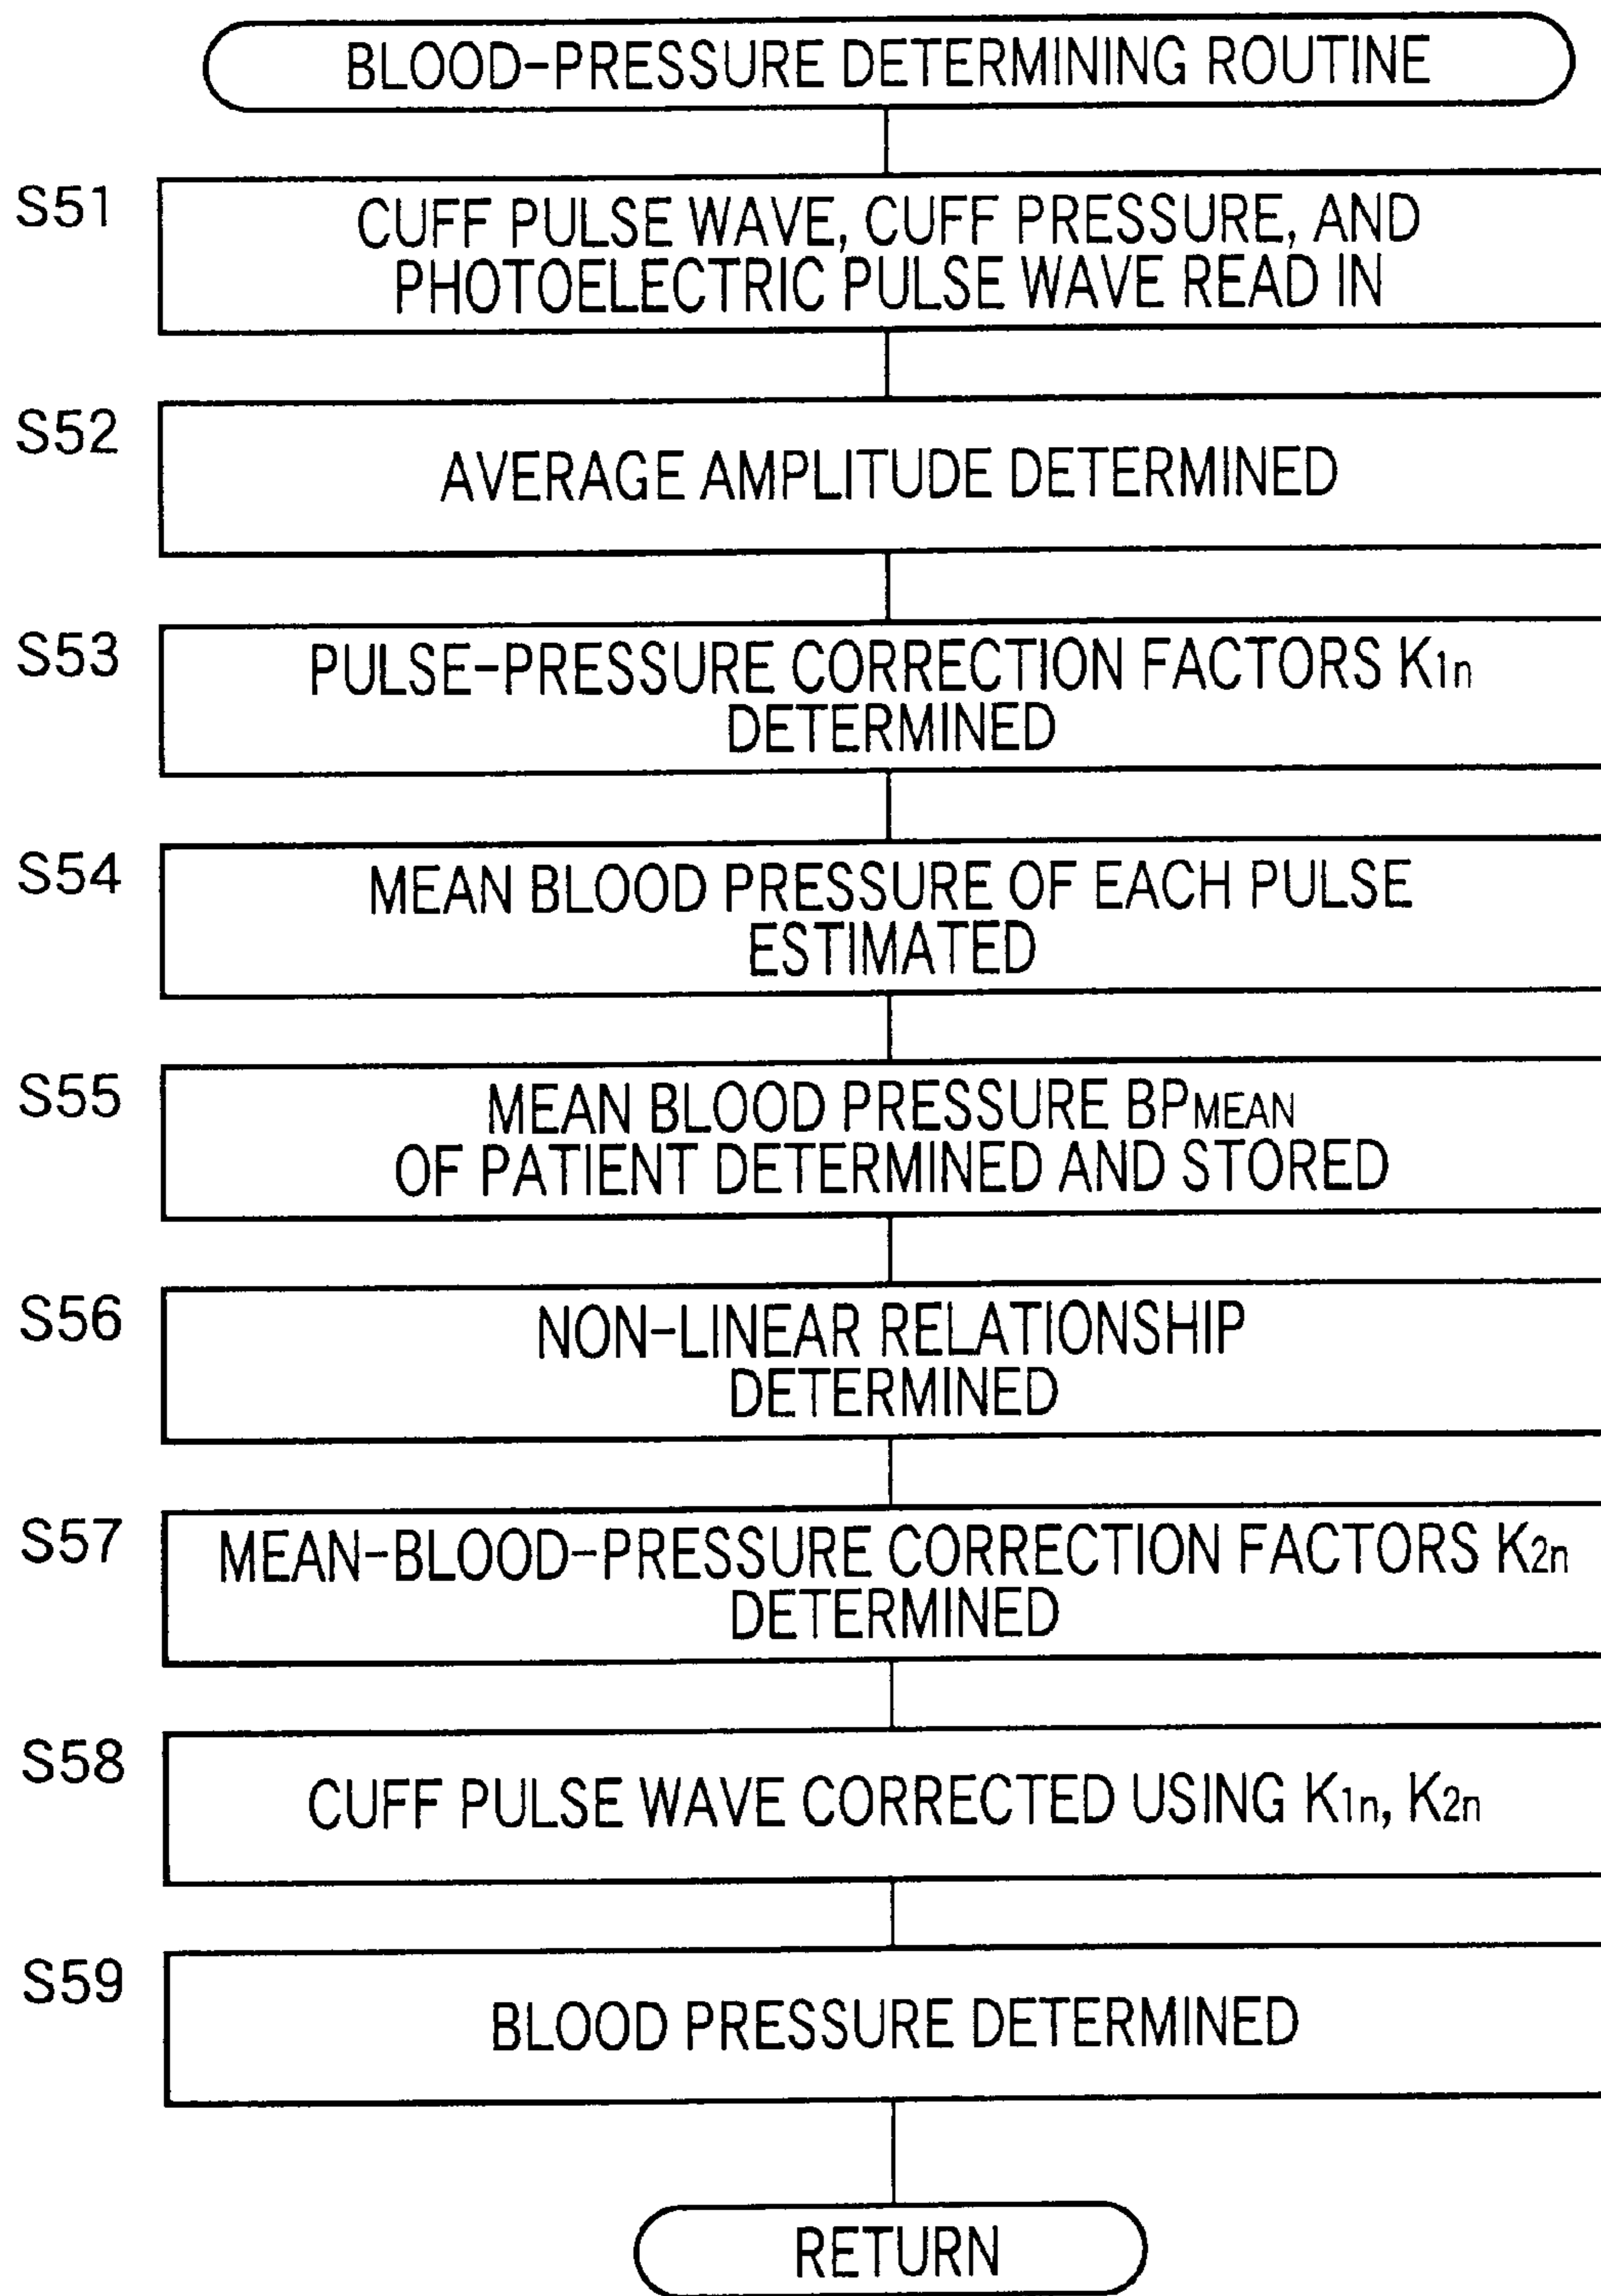 BLOOD-PRESSURE DETERMINING ROUTINE
S51
CUFF PULSE WAVE, CUFF PRESSURE, AND
PHOTOELECTRIC PULSE WAVE READ IN
S52
AVERAGE AMPLITUDE DETERMINED
S53
PULSE-PRESSURE CORRECTION FACTORS K1n
DETERMINED
S54
MEAN BLOOD PRESSURE OF EACH PULSE
ESTIMATED
S55
MEAN BLOOD PRESSURE BPMEAN
OF PATIENT DETERMINED AND STORED
S56
NON-LINEAR RELATIONSHIP
DETERMINED
S57
MEAN-BLOOD-PRESSURE CORRECTION FACTORS K2n
DETERMINED
S58
CUFF PULSE WAVE CORRECTED USING K1n, K2n
S59
BLOOD PRESSURE DETERMINED
RETURN